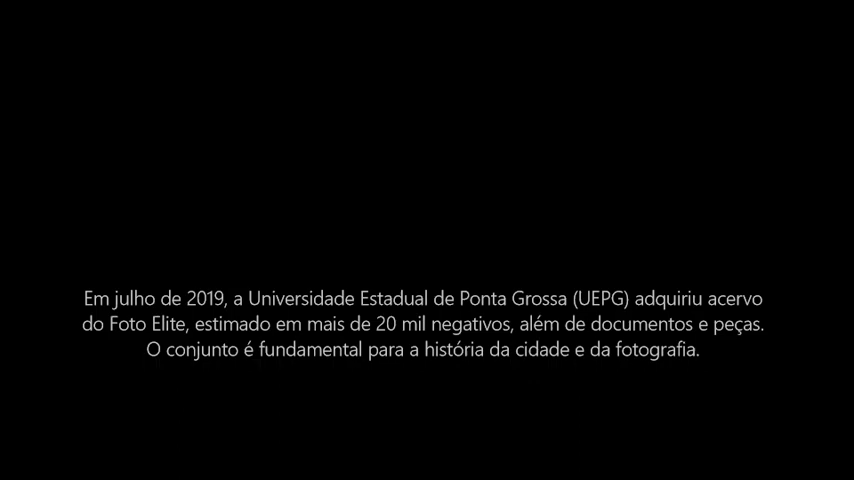 Em julho de 2019, a Universidade Estadual de Ponta Grossa (UEPG) adquiriu acervo
do Foto Elite, estimado em mais de 20 mil negativos, além de documentos e peças.
O conjunto é fundamental para a história da cidade e da fotografia.